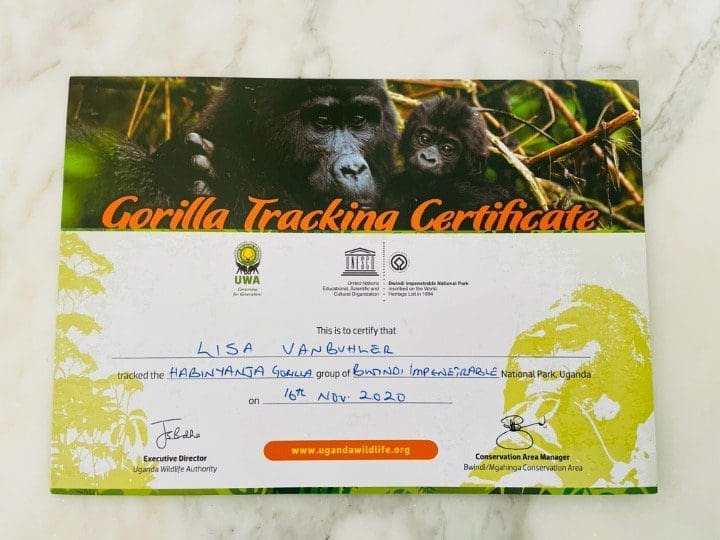 Gorilla Tracking Certificate
UWA
Conserving
for Generations
UNESCO
United Nations
Educational, Scientific and
Cultural Organization
Bwindi Impenetrable National Park
inscribed on the World
Heritage List in 1994
This is to certify that
LISA VANBUHLER
tracked the HABINYANJA GORILLA group of BWINDI IMPENETRABLE National Park, Uganda
on 16th NOV. 2020
Executive Director
Uganda Wildlife Authority
www.ugandawildlife.org
Conservation Area Manager
Bwindi/Mgahinga Conservation Area